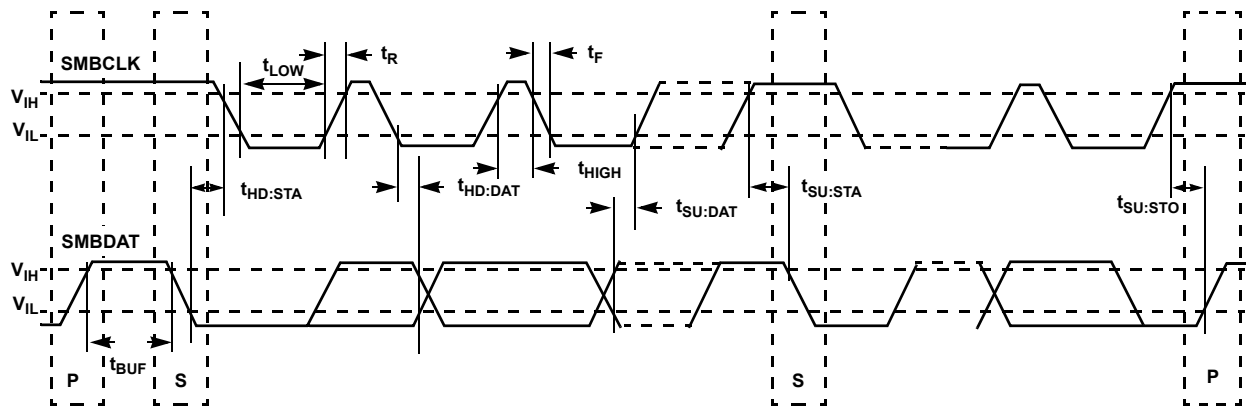 SMBCLK
tLOW
tR
tF
VIH
VIL
tHD:STA
tHD:DAT
tHIGH
tSU:DAT
tSU:STA
tSU:STO
SMBDAT
VIH
VIL
tBUF
P
S
S
P